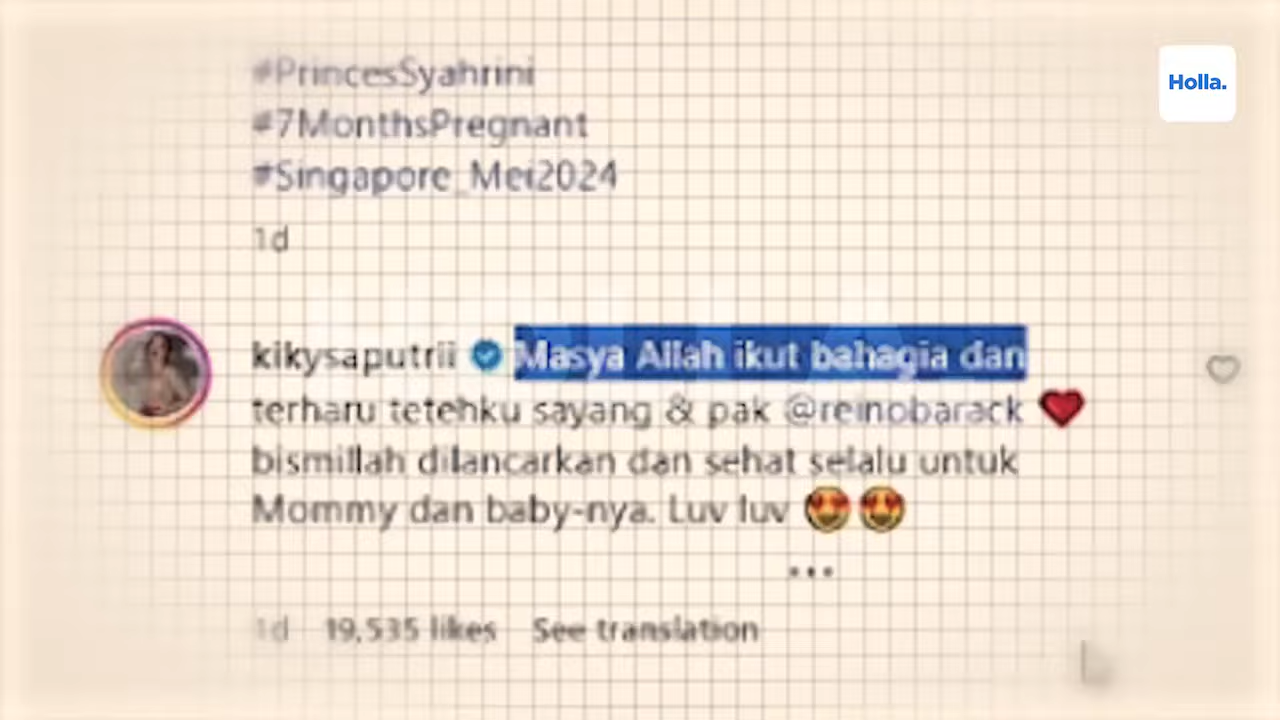 Holla.
#PrincesSyahrini
#7MonthsPregnant
#Singapore_Mei2024
1d
kikysaputrii Masya Allah ikut bahagia dan
terharu tetehku sayang & pak @reinobarack ❤️
bismillah dilancarkan dan sehat selalu untuk
Mommy dan baby-nya. Luv luv 😍😍
...
1d 19,535 likes See translation